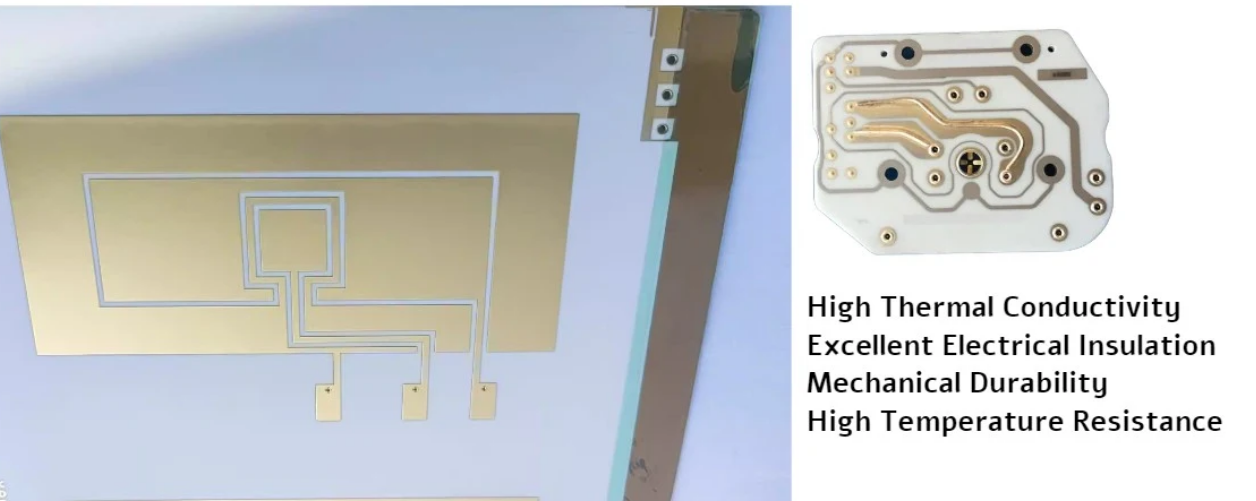 High Thermal Conductivity
Excellent Electrical Insulation
Mechanical Durability
High Temperature Resistance